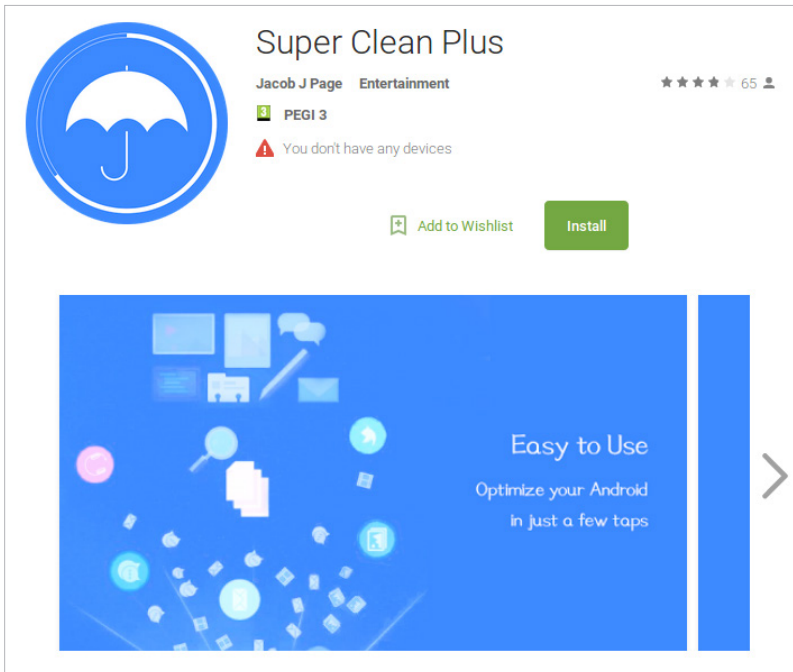 Super Clean Plus
Jacob J Page Entertainment 65
3 PEGI 3
You don't have any devices
Add to Wishlist Install
Easy to Use
Optimize your Android
in just a few taps